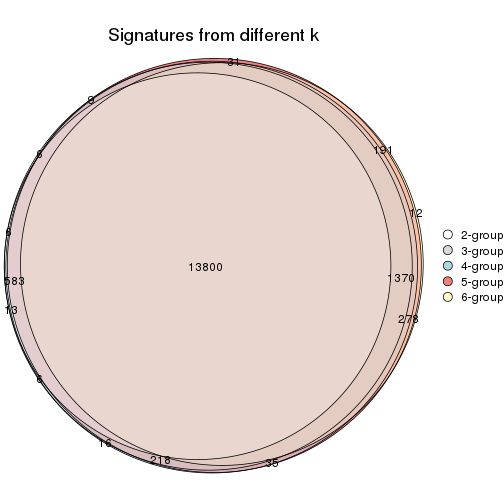 Signatures from different k
31
9
191
6
12
6
13800
583
1370
13
278
6
16
218
35
2-group
3-group
4-group
5-group
6-group